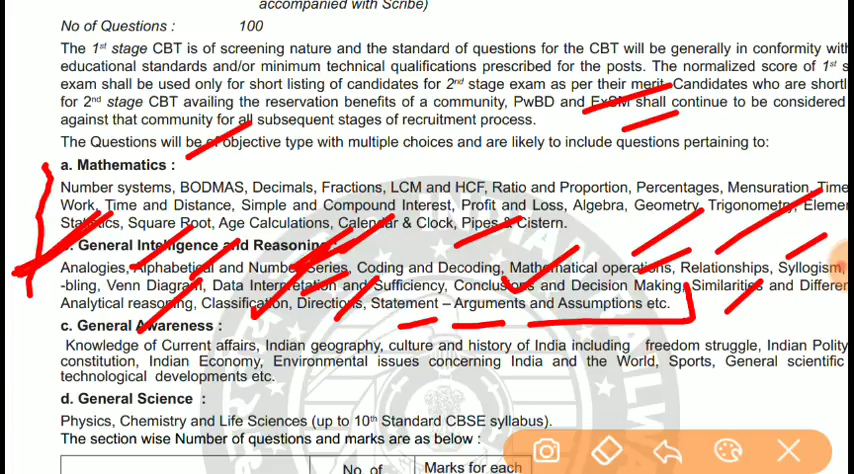 accompanied with Scribe)
No of Questions : 100
The 1st stage CBT is of screening nature and the standard of questions for the CBT will be generally in conformity with
educational standards and/or minimum technical qualifications prescribed for the posts. The normalized score of 1st s
exam shall be used only for short listing of candidates for 2nd stage exam as per their merit. Candidates who are shortl
for 2nd stage CBT availing the reservation benefits of a community, PwBD and ExSM shall continue to be considered
against that community for all subsequent stages of recruitment process.
The Questions will be of objective type with multiple choices and are likely to include questions pertaining to:
a. Mathematics :
Number systems, BODMAS, Decimals, Fractions, LCM and HCF, Ratio and Proportion, Percentages, Mensuration, Time
Work, Time and Distance, Simple and Compound Interest, Profit and Loss, Algebra, Geometry, Trigonometry, Elemen
Statistics, Square Root, Age Calculations, Calendar & Clock, Pipes & Cistern.
General Intelligence and Reasoning :
Analogies, Alphabetical and Number Series, Coding and Decoding, Mathematical operations, Relationships, Syllogism,
-bling, Venn Diagram, Data Interpretation and Sufficiency, Conclusions and Decision Making, Similarities and Differen
Analytical reasoning, Classification, Directions, Statement – Arguments and Assumptions etc.
c. General Awareness :
Knowledge of Current affairs, Indian geography, culture and history of India including freedom struggle, Indian Polity
constitution, Indian Economy, Environmental issues concerning India and the World, Sports, General scientific
technological developments etc.
d. General Science :
Physics, Chemistry and Life Sciences (up to 10th Standard CBSE syllabus).
The section wise Number of questions and marks are as below :
No. of Marks for each